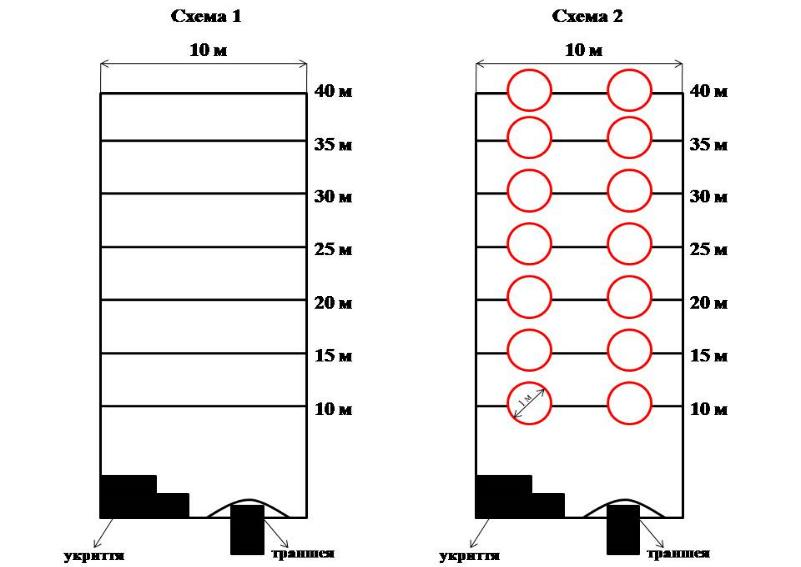 Схема 1
10 м
40 м
35 м
30 м
25 м
20 м
15 м
10 м
укриття
траншея
Схема 2
10 м
40 м
35 м
30 м
25 м
20 м
15 м
10 м
1 м
укриття
траншея